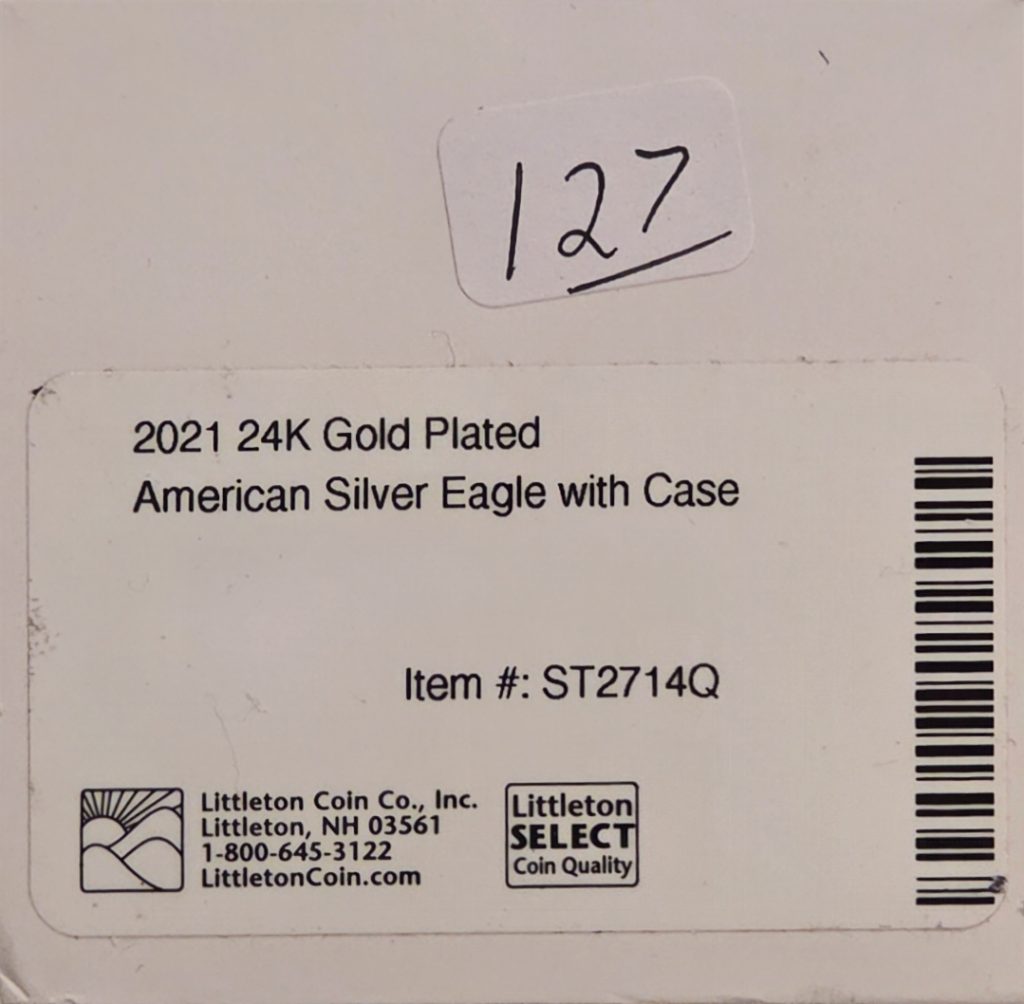 127
2021 24K Gold Plated
American Silver Eagle with Case
Item #: ST2714Q
Littleton Coin Co., Inc.
Littleton, NH 03561
1-800-645-3122
LittletonCoin.com
Littleton
SELECT
Coin Quality